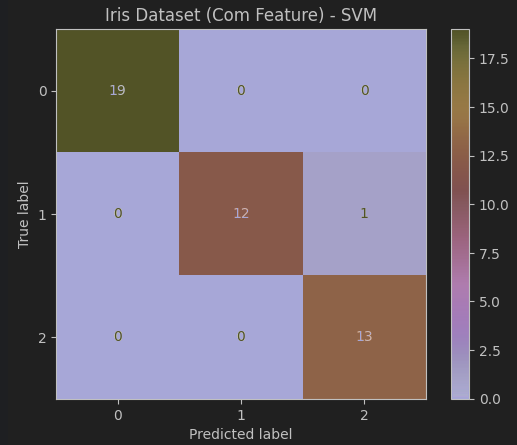 Iris Dataset (Com Feature) - SVM
True label
0
19 0 0
1
0 12 1
2
0 0 13
0 1 2
Predicted label
17.5
15.0
12.5
10.0
7.5
5.0
2.5
0.0